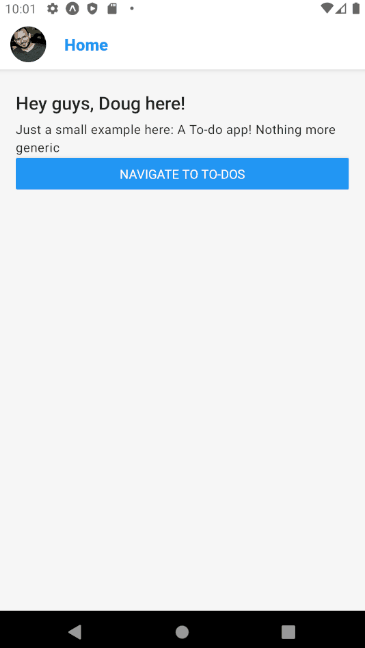 10:01
Home
Hey guys, Doug here!
Just a small example here: A To-do app! Nothing more
generic
NAVIGATE TO TO-DOS